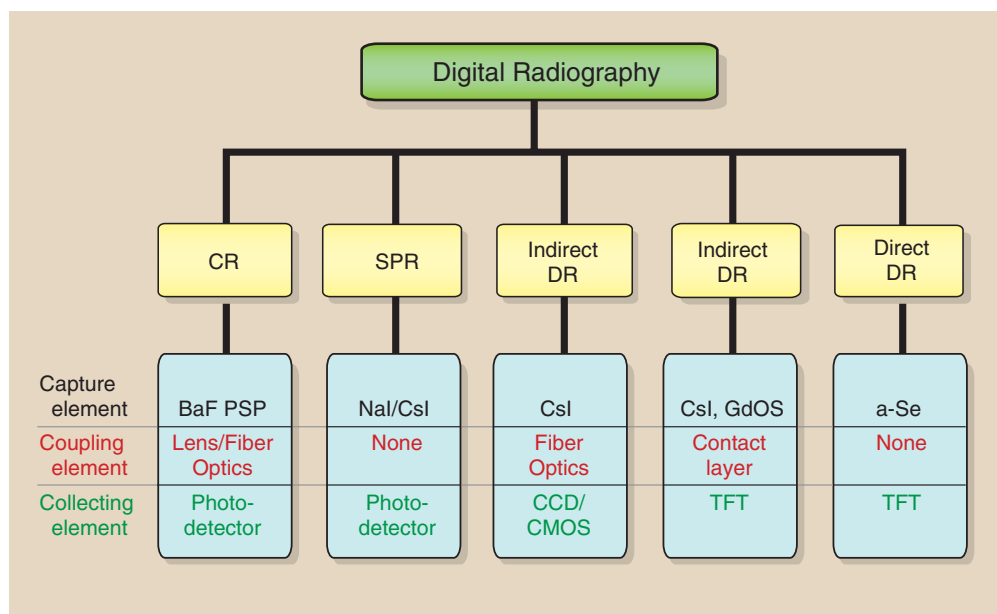 Digital Radiography
CR
SPR
Indirect
DR
Indirect
DR
Direct
DR
Capture
element
BaF PSP
NaI/CsI
CsI
CsI, GdOS
a-Se
Coupling
element
Lens/Fiber
Optics
None
Fiber
Optics
Contact
layer
None
Collecting
element
Photo-
detector
Photo-
detector
CCD/
CMOS
TFT
TFT